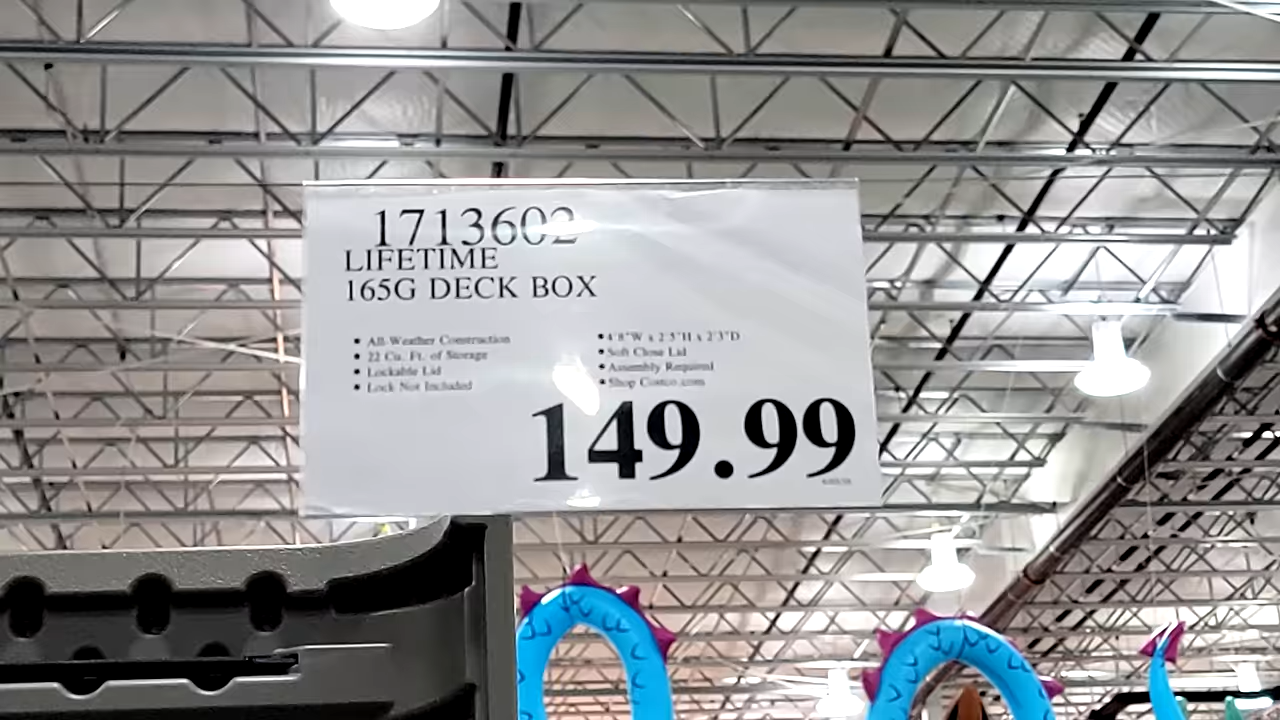 1713602
LIFETIME
165G DECK BOX
• All-Weather Construction
• 22 Cu. Ft. of Storage
• Lockable Lid
• Lock Not Included
• 4'8"W x 2'5"H x 2'3"D
• Soft Close Lid
• Assembly Required
• Shop Costco.com
149.99